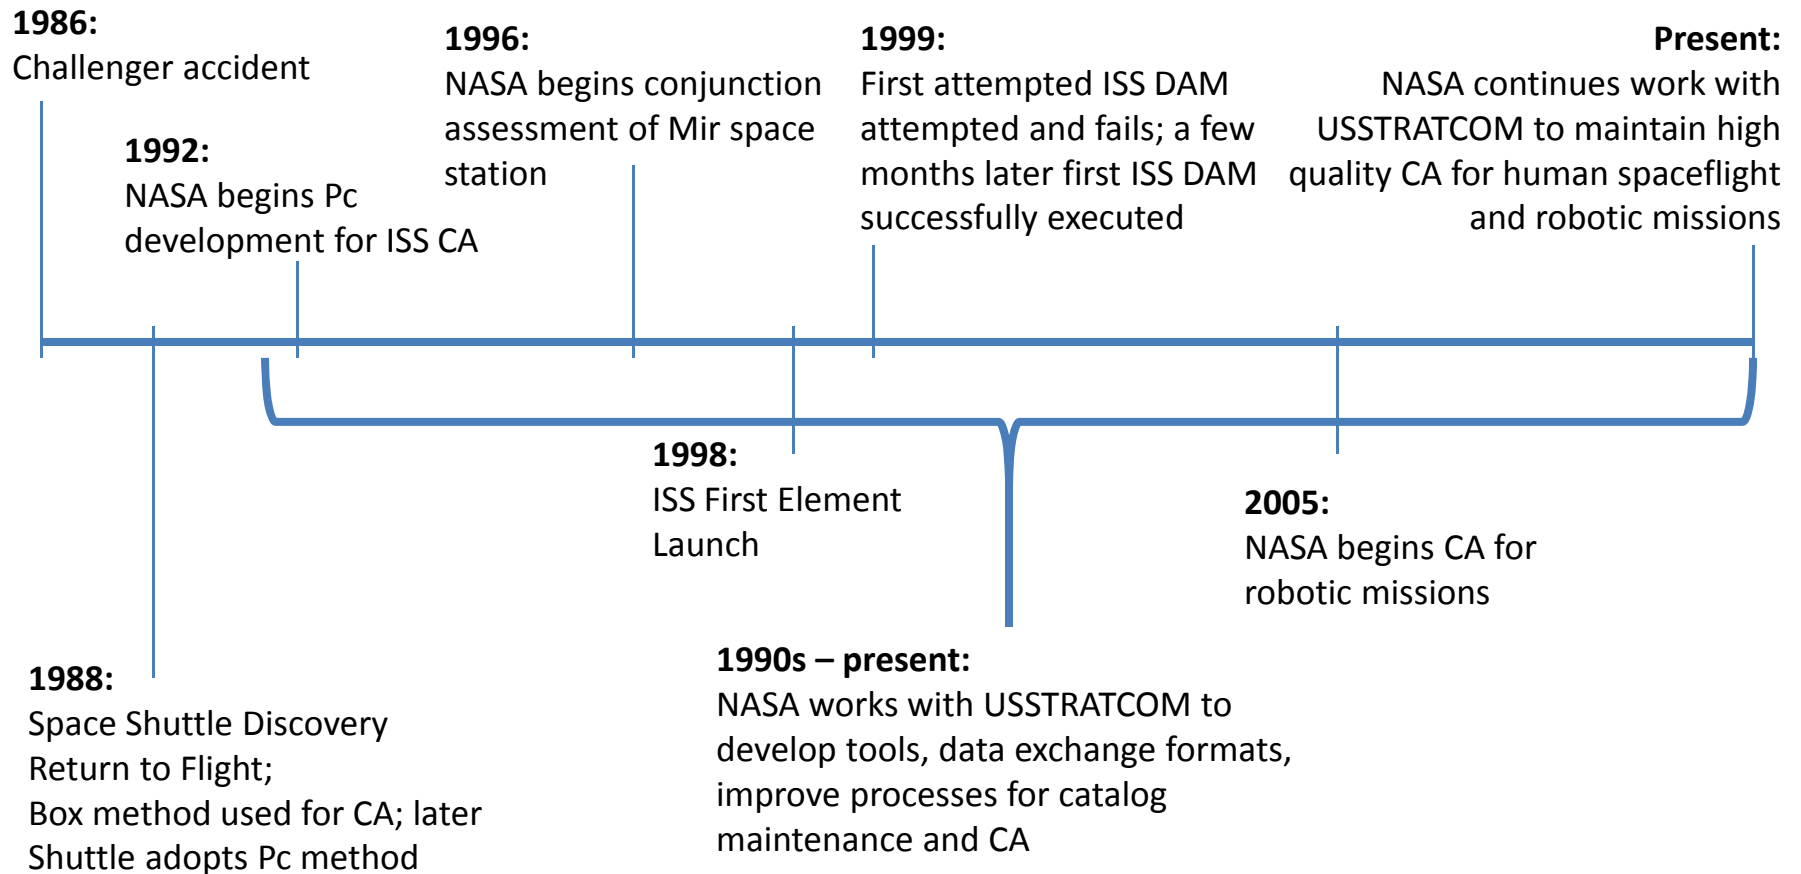 1986:
Challenger accident
1992:
NASA begins Pc
development for ISS CA
1996:
NASA begins conjunction
assessment of Mir space
station
1999:
First attempted ISS DAM
attempted and fails; a few
months later first ISS DAM
successfully executed
Present:
NASA continues work with
USSTRATCOM to maintain high
quality CA for human spaceflight
and robotic missions
1988:
Space Shuttle Discovery
Return to Flight;
Box method used for CA; later
Shuttle adopts Pc method
1998:
ISS First Element
Launch
1990s – present:
NASA works with USSTRATCOM to
develop tools, data exchange formats,
improve processes for catalog
maintenance and CA
2005:
NASA begins CA for
robotic missions